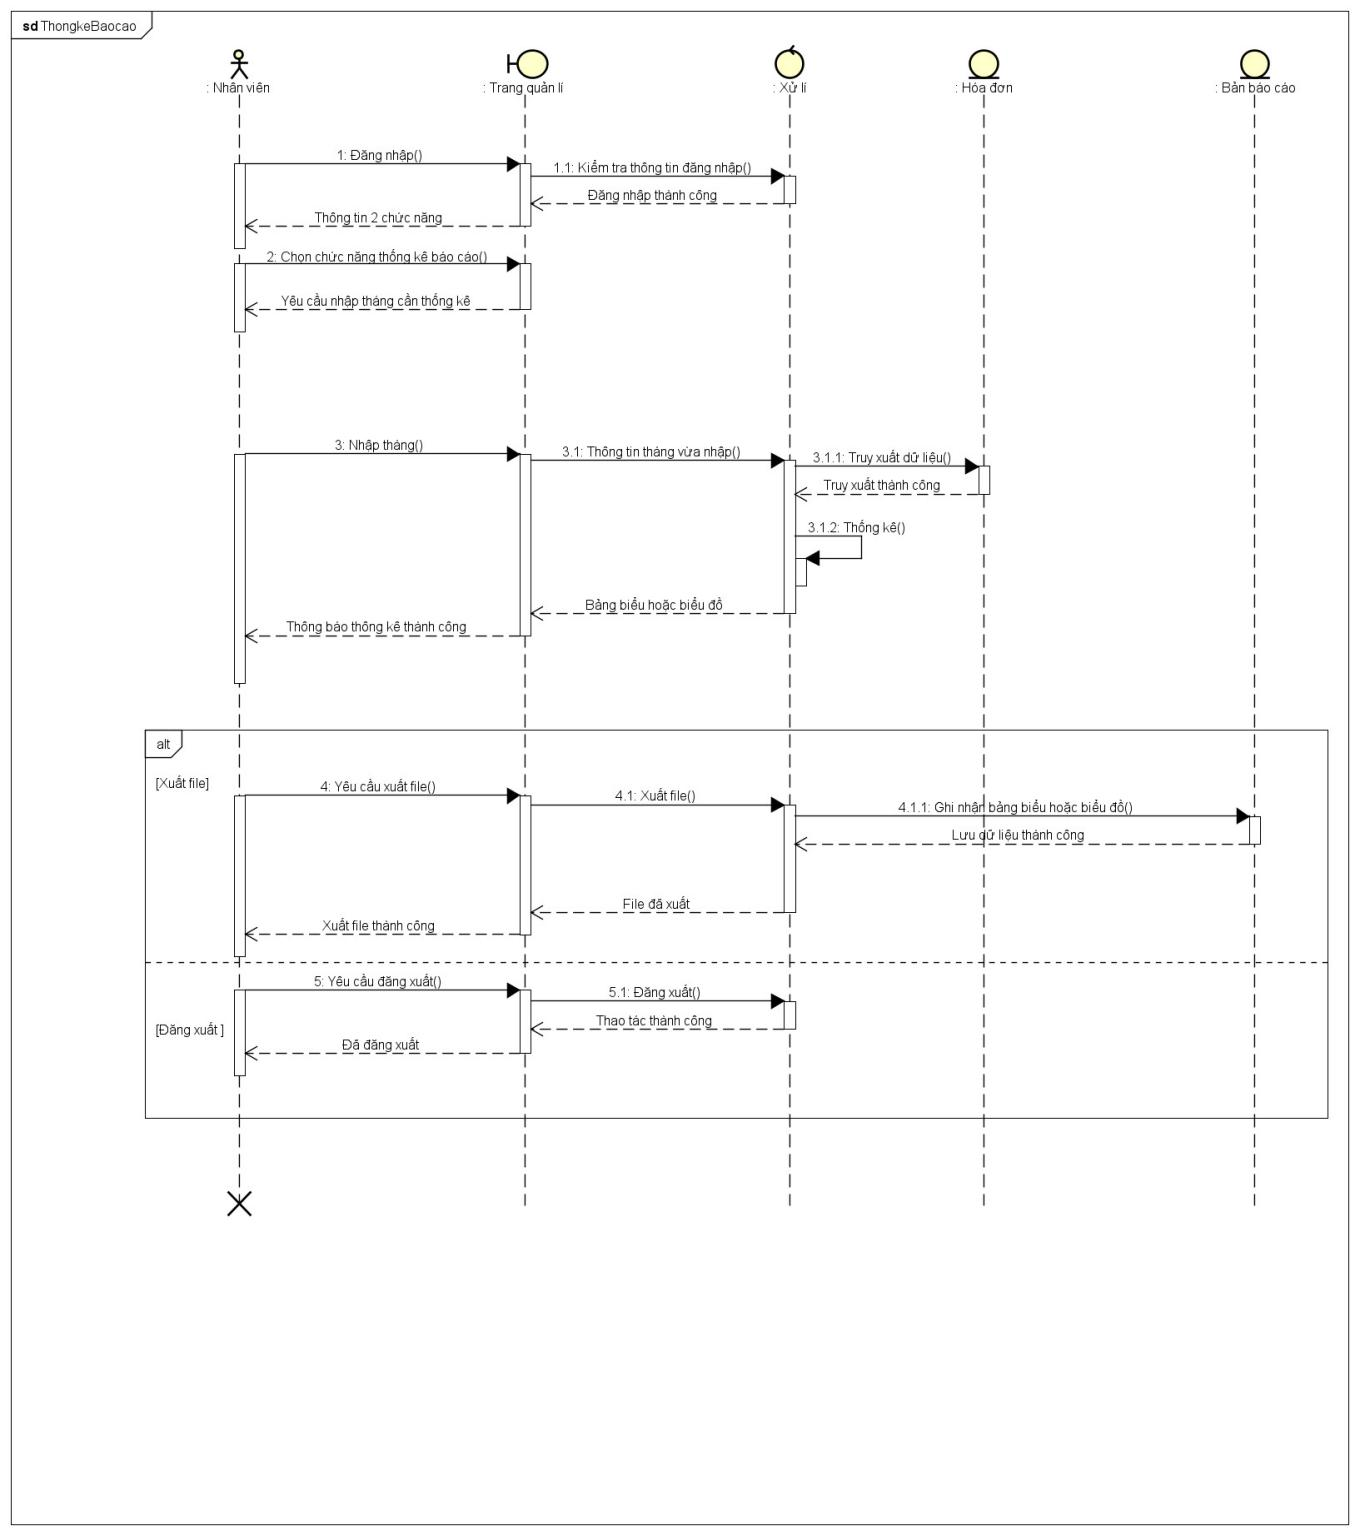 sd ThongkeBaocao
: Nhân viên
: Trang quản lí
: Xử lí
: Hóa đơn
: Bản báo cáo
1: Đăng nhập()
1.1: Kiểm tra thông tin đăng nhập()
Đăng nhập thành công
Thông tin 2 chức năng
2: Chọn chức năng thống kê báo cáo()
Yêu cầu nhập tháng cần thống kê
3: Nhập tháng()
3.1: Thông tin tháng vừa nhập()
3.1.1: Truy xuất dữ liệu()
Truy xuất thành công
3.1.2: Thống kê()
Bảng biểu hoặc biểu đồ
Thông báo thống kê thành công
alt
[Xuất file]
4: Yêu cầu xuất file()
4.1: Xuất file()
4.1.1: Ghi nhận bảng biểu hoặc biểu đồ()
Lưu dữ liệu thành công
File đã xuất
Xuất file thành công
5: Yêu cầu đăng xuất()
5.1: Đăng xuất()
Thao tác thành công
[Đăng xuất ]
Đã đăng xuất